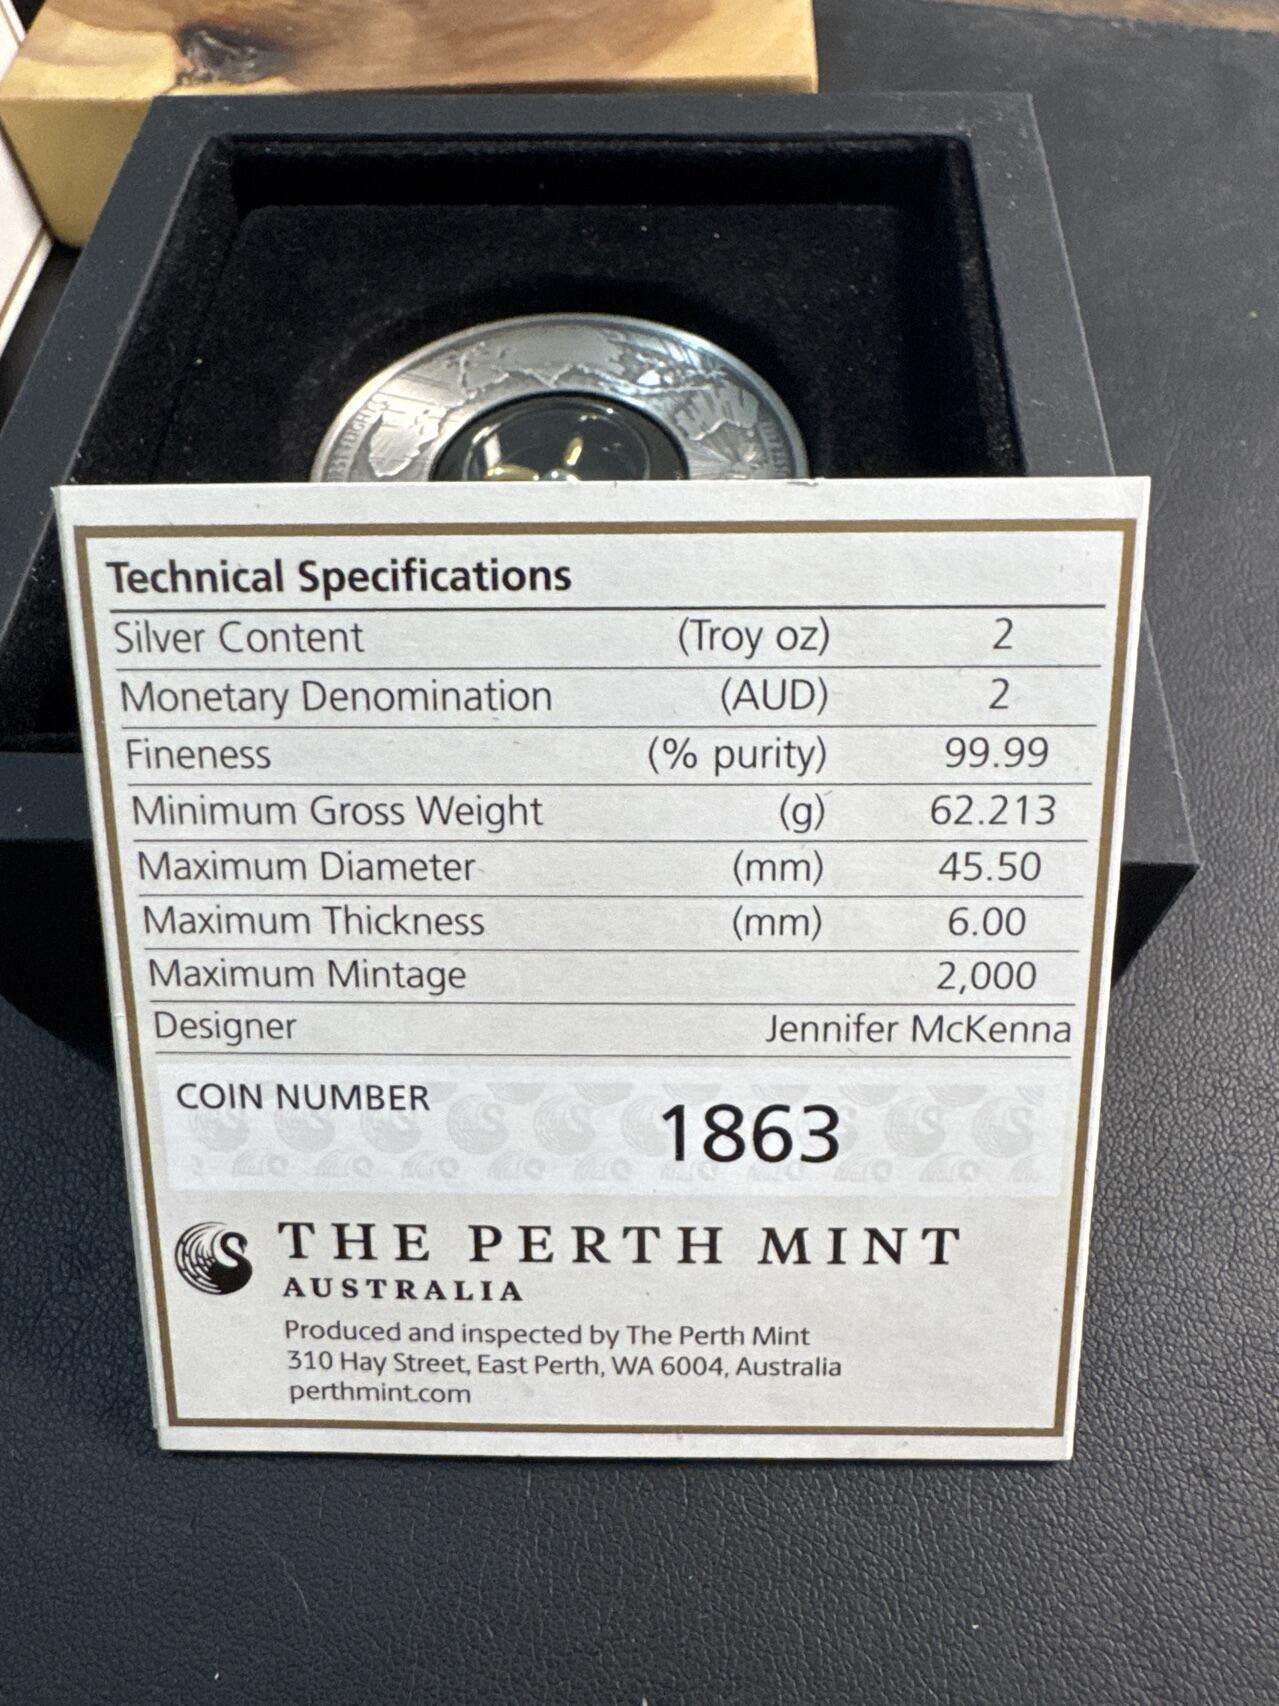 Technical Specifications
Silver Content (Troy oz) 2
Monetary Denomination (AUD) 2
Fineness (% purity) 99.99
Minimum Gross Weight (g) 62.213
Maximum Diameter (mm) 45.50
Maximum Thickness (mm) 6.00
Maximum Mintage 2,000
Designer Jennifer McKenna
COIN NUMBER 1863
THE PERTH MINT
AUSTRALIA
Produced and inspected by The Perth Mint
310 Hay Street, East Perth, WA 6004, Australia
perthmint.com